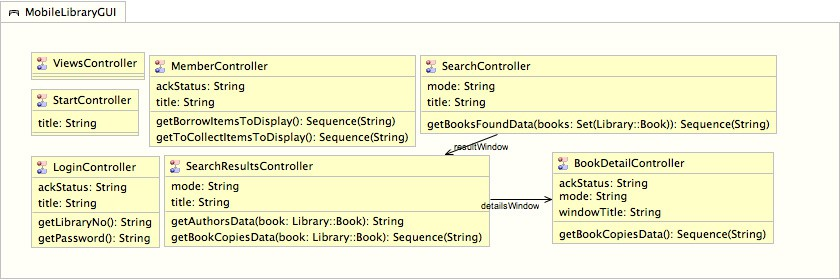 MobileLibraryGUI
ViewsController
StartController
title: String
MemberController
ackStatus: String
title: String
getBorrowItemsToDisplay(): Sequence(String)
getToCollectItemsToDisplay(): Sequence(String)
SearchController
mode: String
title: String
getBooksFoundData(books: Set(Library::Book)): Sequence(String)
resultWindow
LoginController
ackStatus: String
title: String
getLibraryNo(): String
getPassword(): String
SearchResultsController
mode: String
title: String
getAuthorsData(book: Library::Book): String
getBookCopiesData(book: Library::Book): Sequence(String)
detailsWindow
BookDetailController
ackStatus: String
mode: String
windowTitle: String
getBookCopiesData(): Sequence(String)